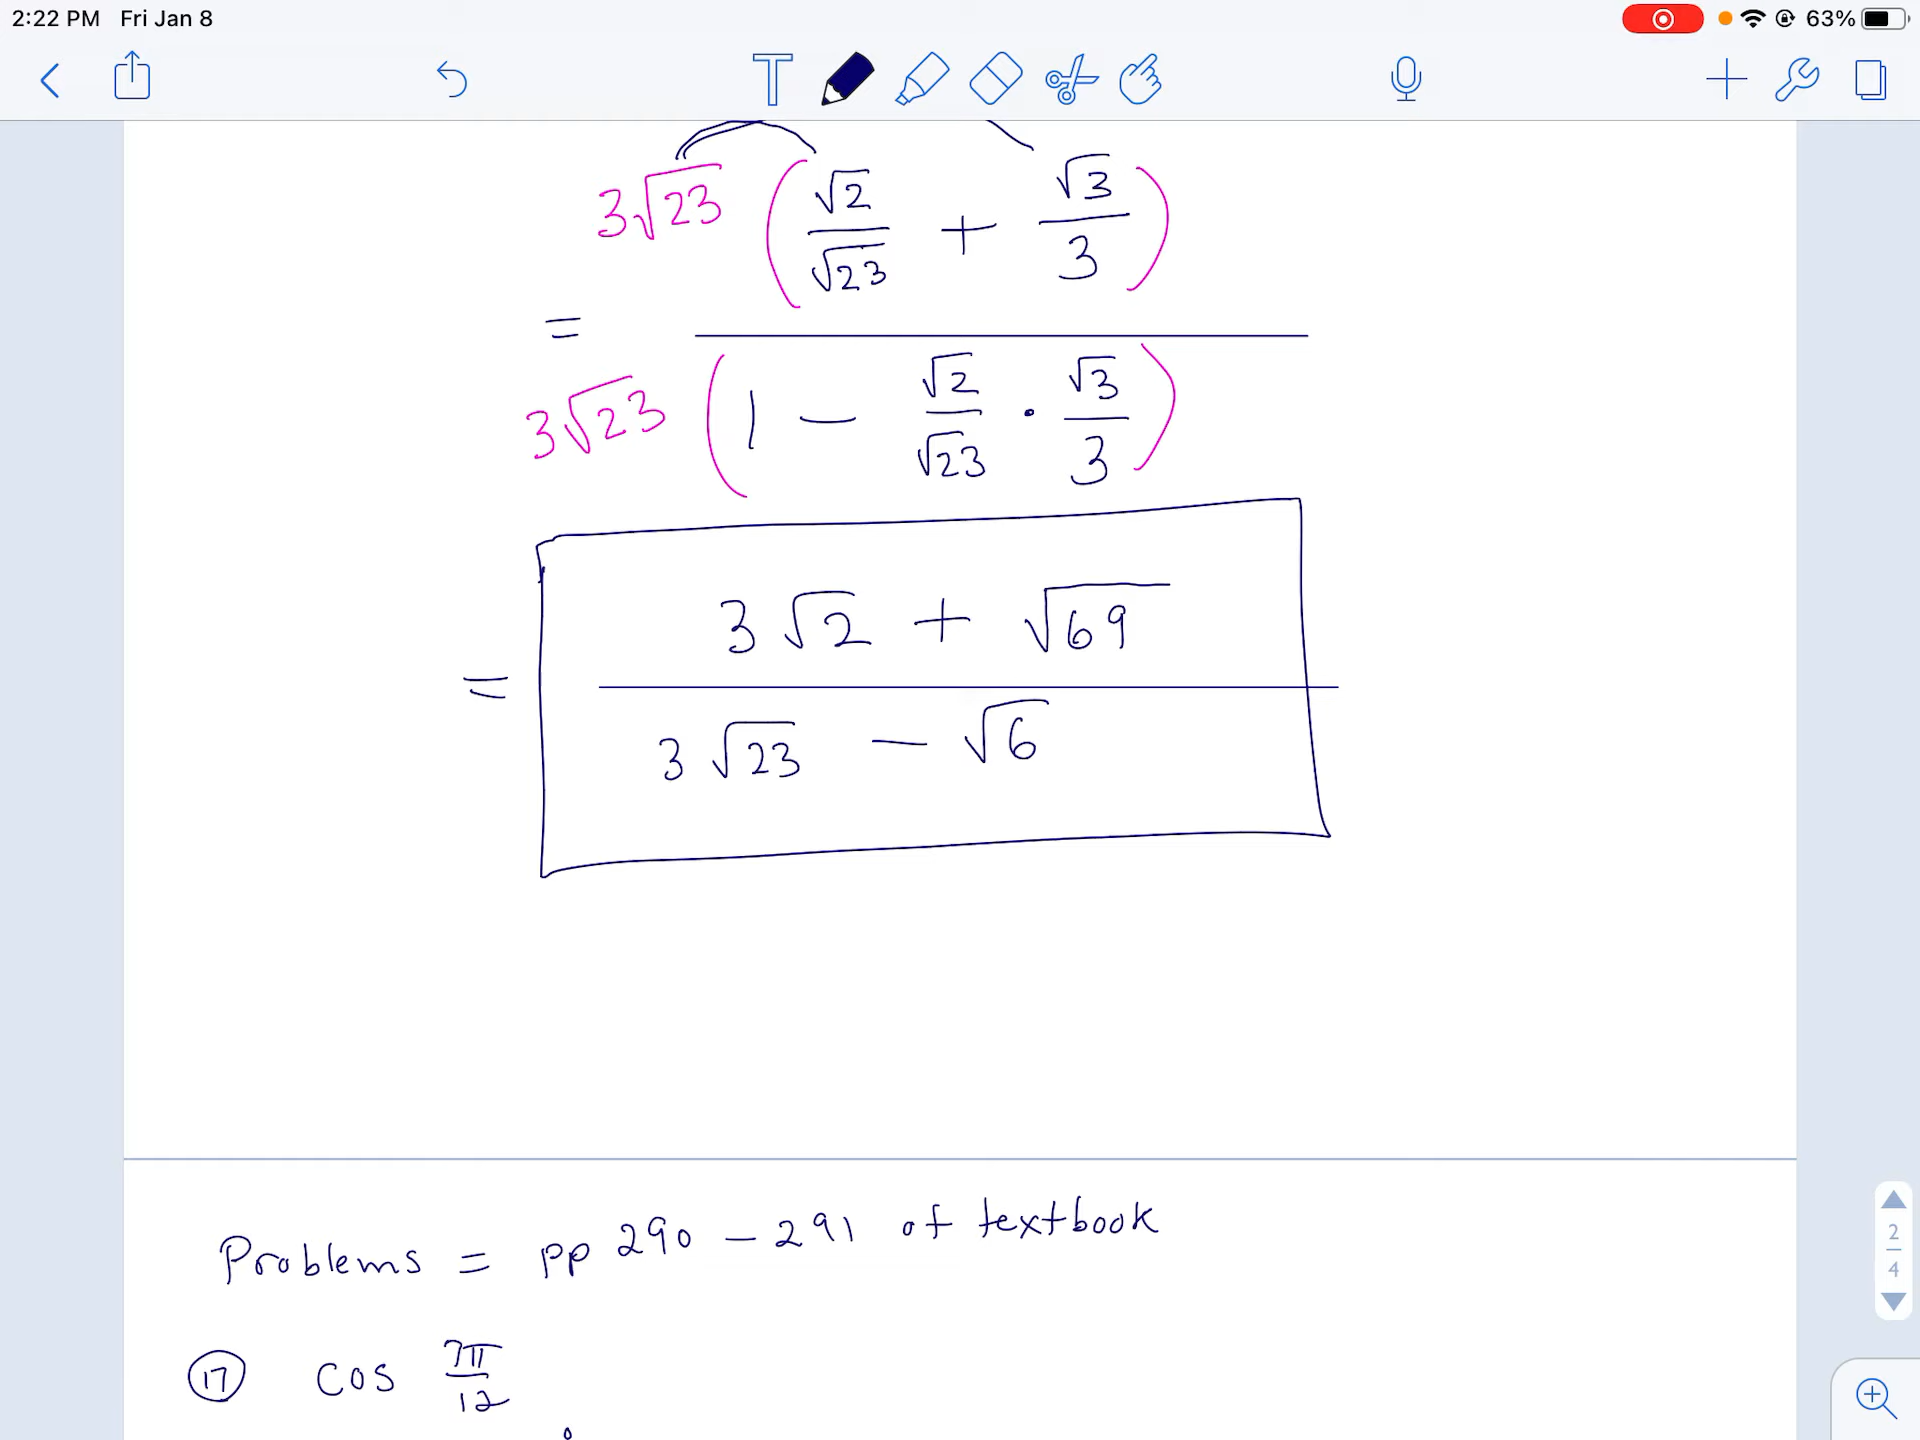 2:22 PM Fri Jan 8 63%
T
3√23 ( √2/√23 + √3/3 )
=
3√23 ( 1 − √2/√23 · √3/3 )
3√2 + √69
=
3√23 − √6
Problems = pp 290 – 291 of textbook
2
4
17 cos 7π/12